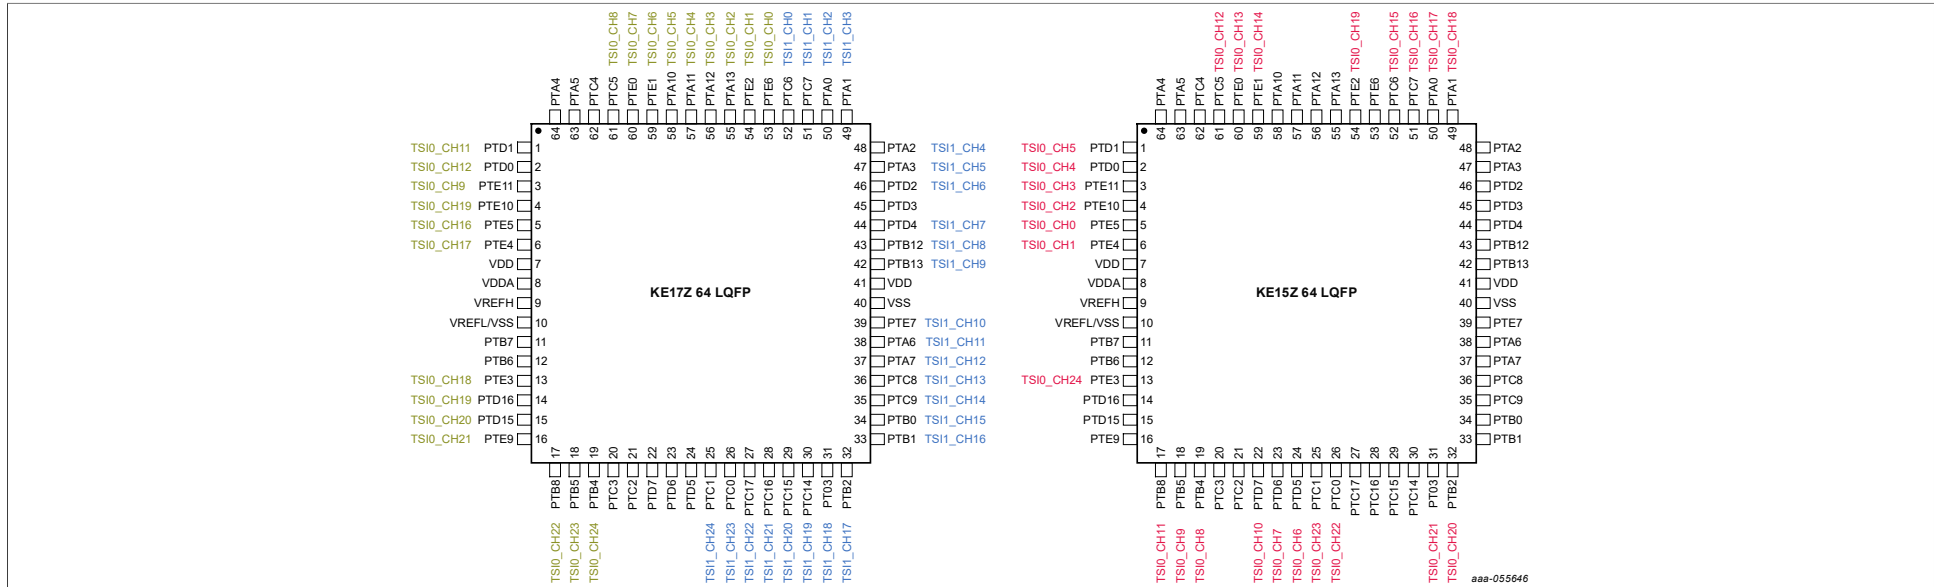 TSI0_CH8 TSI0_CH7 TSI0_CH6 TSI0_CH5 TSI0_CH4 TSI0_CH3 TSI0_CH2 TSI0_CH1 TSI0_CH0 TSI1_CH0 TSI1_CH1 TSI1_CH2 TSI1_CH3
PTA4 PTA5 PTC4 PTC5 PTE0 PTE1 PTA10 PTA11 PTA12 PTA13 PTE2 PTE6 PTC6 PTC7 PTA0 PTA1
64 63 62 61 60 59 58 57 56 55 54 53 52 51 50 49
TSI0_CH11 PTD1 1
TSI0_CH12 PTD0 2
TSI0_CH9 PTE11 3
TSI0_CH19 PTE10 4
TSI0_CH16 PTE5 5
TSI0_CH17 PTE4 6
VDD 7
VDDA 8
VREFH 9
VREFL/VSS 10
PTB7 11
PTB6 12
TSI0_CH18 PTE3 13
TSI0_CH19 PTD16 14
TSI0_CH20 PTD15 15
TSI0_CH21 PTE9 16
KE17Z 64 LQFP
48 PTA2 TSI1_CH4
47 PTA3 TSI1_CH5
46 PTD2 TSI1_CH6
45 PTD3
44 PTD4 TSI1_CH7
43 PTB12 TSI1_CH8
42 PTB13 TSI1_CH9
41 VDD
40 VSS
39 PTE7 TSI1_CH10
38 PTA6 TSI1_CH11
37 PTA7 TSI1_CH12
36 PTC8 TSI1_CH13
35 PTC9 TSI1_CH14
34 PTB0 TSI1_CH15
33 PTB1 TSI1_CH16
17 18 19 20 21 22 23 24 25 26 27 28 29 30 31 32
PTB8 PTB5 PTB4 PTC3 PTC2 PTD7 PTD6 PTD5 PTC1 PTC0 PTC17 PTC16 PTC15 PTC14 PT03 PTB2
TSI0_CH22 TSI0_CH23 TSI0_CH24 TSI1_CH24 TSI1_CH23 TSI1_CH22 TSI1_CH21 TSI1_CH20 TSI1_CH19 TSI1_CH18 TSI1_CH17
TSI0_CH12 TSI0_CH13 TSI0_CH14 TSI0_CH19 TSI0_CH15 TSI0_CH16 TSI0_CH17 TSI0_CH18
PTA4 PTA5 PTC4 PTC5 PTE0 PTE1 PTA10 PTA11 PTA12 PTA13 PTE2 PTE6 PTC6 PTC7 PTA0 PTA1
64 63 62 61 60 59 58 57 56 55 54 53 52 51 50 49
TSI0_CH5 PTD1 1
TSI0_CH4 PTD0 2
TSI0_CH3 PTE11 3
TSI0_CH2 PTE10 4
TSI0_CH0 PTE5 5
TSI0_CH1 PTE4 6
VDD 7
VDDA 8
VREFH 9
VREFL/VSS 10
PTB7 11
PTB6 12
TSI0_CH24 PTE3 13
PTD16 14
PTD15 15
PTE9 16
KE15Z 64 LQFP
48 PTA2
47 PTA3
46 PTD2
45 PTD3
44 PTD4
43 PTB12
42 PTB13
41 VDD
40 VSS
39 PTE7
38 PTA6
37 PTA7
36 PTC8
35 PTC9
34 PTB0
33 PTB1
17 18 19 20 21 22 23 24 25 26 27 28 29 30 31 32
PTB8 PTB5 PTB4 PTC3 PTC2 PTD7 PTD6 PTD5 PTC1 PTC0 PTC17 PTC16 PTC15 PTC14 PT03 PTB2
TSI0_CH11 TSI0_CH9 TSI0_CH8 TSI0_CH10 TSI0_CH7 TSI0_CH6 TSI0_CH23 TSI0_CH22 TSI0_CH21 TSI0_CH20
aaa-055646